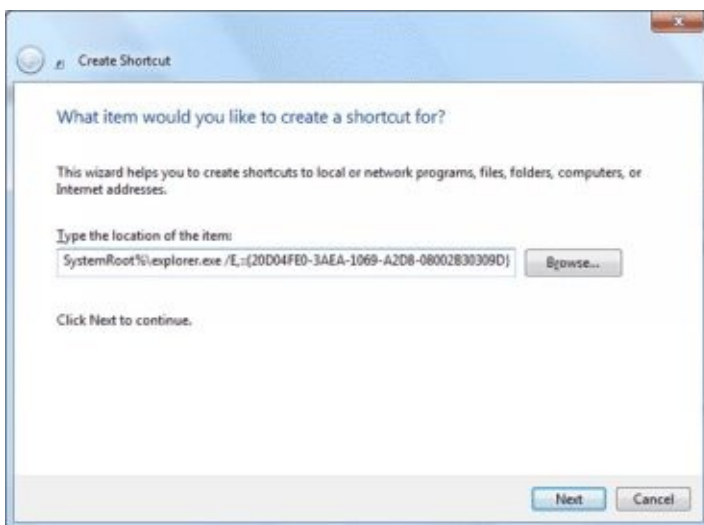 Create Shortcut
What item would you like to create a shortcut for?
This wizard helps you to create shortcuts to local or network programs, files, folders, computers, or
Internet addresses.
Type the location of the item:
SystemRoot%\explorer.exe /E,::{20D04FE0-3AEA-1069-A2D8-08002B30309D}
Browse...
Click Next to continue.
Next
Cancel